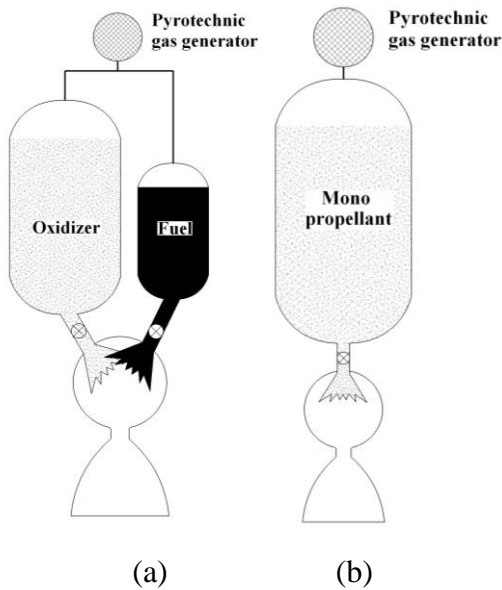 Pyrotechnic
gas generator
Oxidizer
Fuel
Pyrotechnic
gas generator
Mono
propellant
(a)
(b)